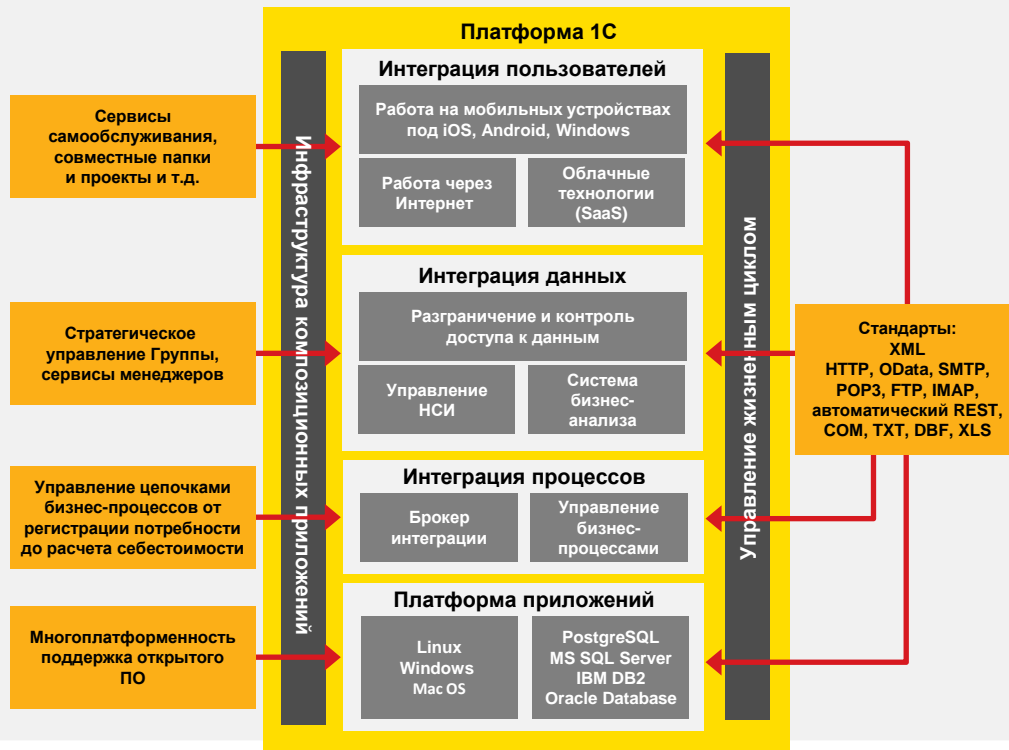 Платформа 1С
Интеграция пользователей
Работа на мобильных устройствах
под iOS, Android, Windows
Работа через
Интернет
Облачные
технологии
(SaaS)
Интеграция данных
Разграничение и контроль
доступа к данным
Управление
НСИ
Система
бизнес-
анализа
Интеграция процессов
Брокер
интеграции
Управление
бизнес-
процессами
Платформа приложений
Linux
Windows
Mac OS
PostgreSQL
MS SQL Server
IBM DB2
Oracle Database
Инфраструктура композиционных приложений
Управление жизненным циклом
Сервисы
самообслуживания,
совместные папки
и проекты и т.д.
Стратегическое
управление Группы,
сервисы менеджеров
Управление цепочками
бизнес-процессов от
регистрации потребности
до расчета себестоимости
Многоплатформенность
поддержка открытого
ПО
Стандарты:
XML
HTTP, OData, SMTP,
POP3, FTP, IMAP,
автоматический REST,
COM, TXT, DBF, XLS